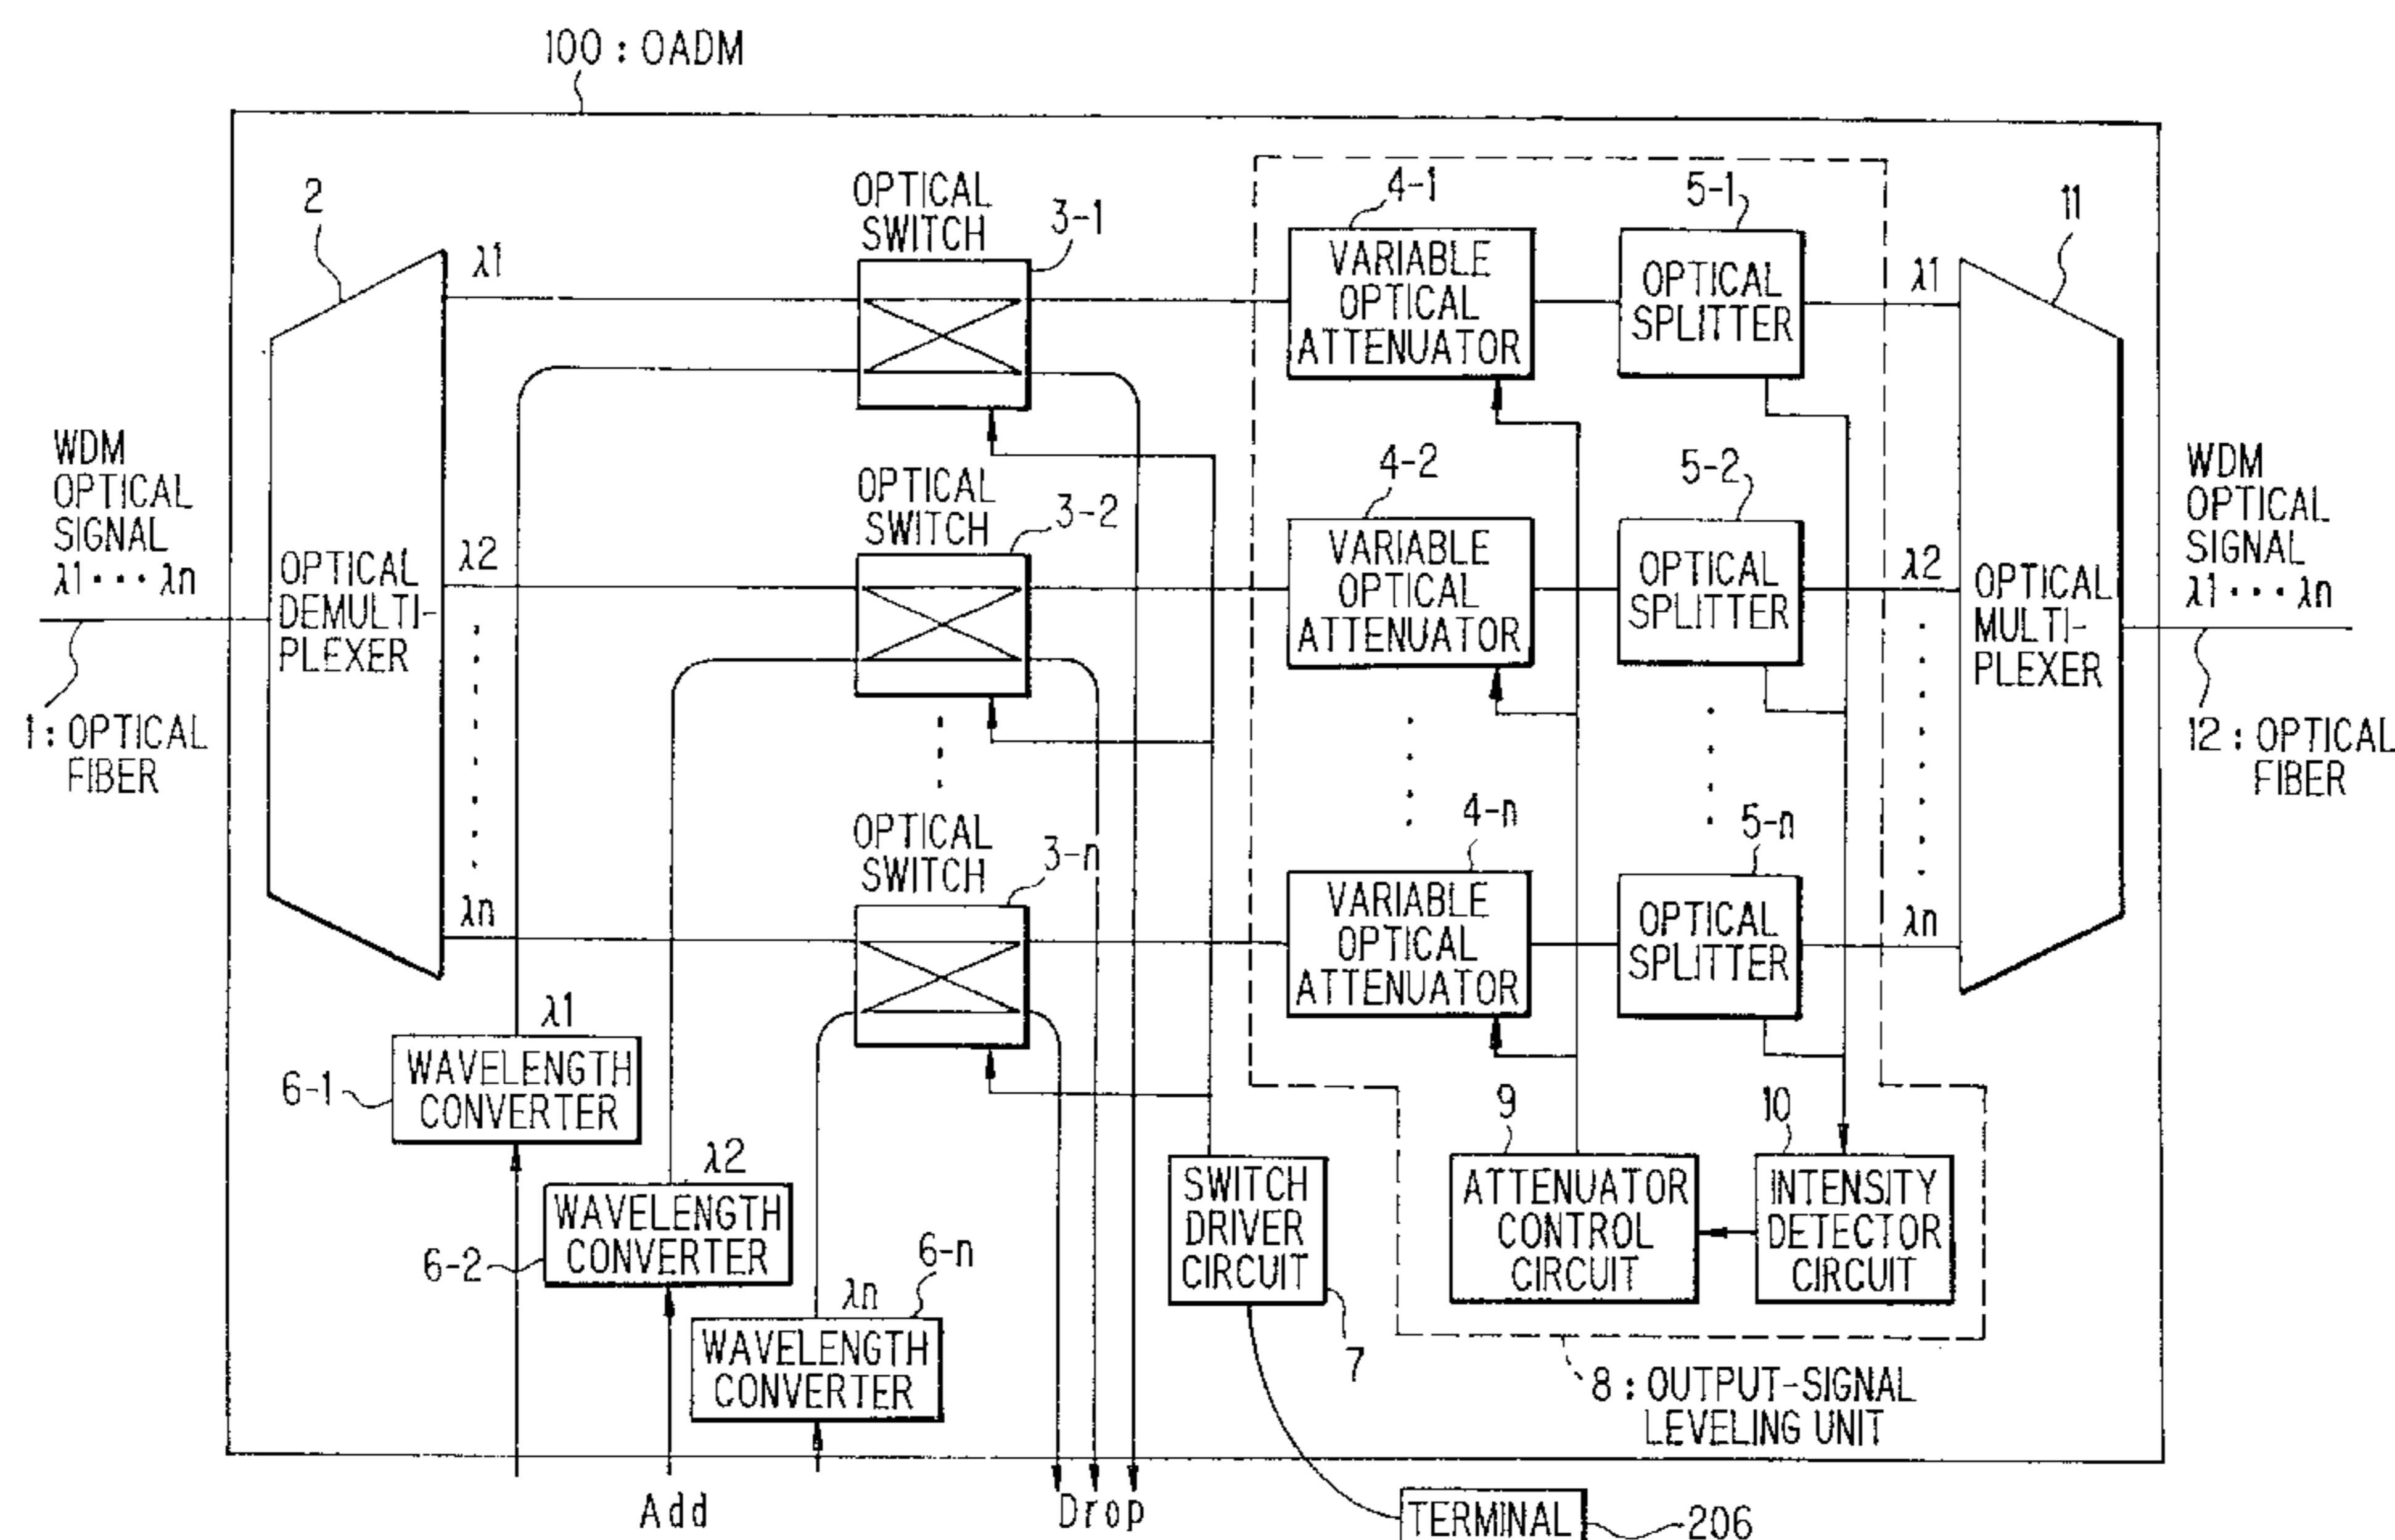 100 : OADM
2
λ1
OPTICAL
SWITCH
3-1
4-1
VARIABLE
OPTICAL
ATTENUATOR
5-1
OPTICAL
SPLITTER
λ1
11
WDM
OPTICAL
SIGNAL
λ1・・・λn
OPTICAL
DEMULTI-
PLEXER
λ2
OPTICAL
SWITCH
3-2
4-2
VARIABLE
OPTICAL
ATTENUATOR
5-2
OPTICAL
SPLITTER
λ2
OPTICAL
MULTI-
PLEXER
WDM
OPTICAL
SIGNAL
λ1・・・λn
1 : OPTICAL
FIBER
12 : OPTICAL
FIBER
λn
OPTICAL
SWITCH
3-n
4-n
VARIABLE
OPTICAL
ATTENUATOR
5-n
OPTICAL
SPLITTER
λn
λ1
6-1
WAVELENGTH
CONVERTER
λ2
6-2
WAVELENGTH
CONVERTER
λn
6-n
WAVELENGTH
CONVERTER
SWITCH
DRIVER
CIRCUIT
7
9
ATTENUATOR
CONTROL
CIRCUIT
10
INTENSITY
DETECTOR
CIRCUIT
8 : OUTPUT-SIGNAL
LEVELING UNIT
Add
Drop
TERMINAL
206